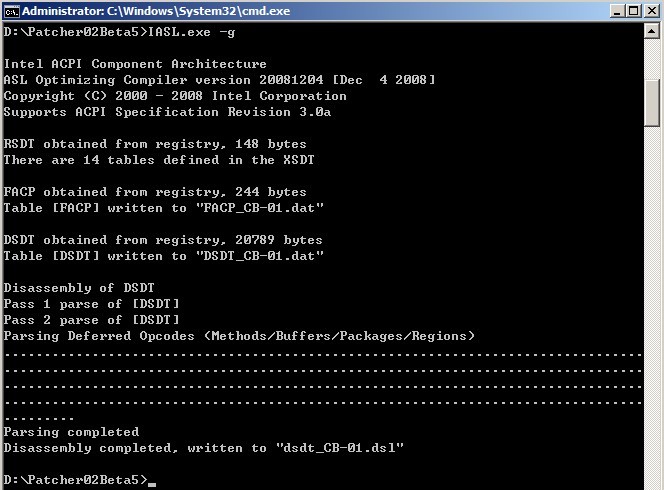 Administrator: C:\Windows\System32\cmd.exe
D:\Patcher02Beta5>IASL.exe -g
Intel ACPI Component Architecture
ASL Optimizing Compiler version 20081204 [Dec  4 2008]
Copyright (C) 2000 - 2008 Intel Corporation
Supports ACPI Specification Revision 3.0a
RSDT obtained from registry, 148 bytes
There are 14 tables defined in the XSDT
FACP obtained from registry, 244 bytes
Table [FACP] written to "FACP_CB-01.dat"
DSDT obtained from registry, 20789 bytes
Table [DSDT] written to "DSDT_CB-01.dat"
Disassembly of DSDT
Pass 1 parse of [DSDT]
Pass 2 parse of [DSDT]
Parsing Deferred Opcodes (Methods/Buffers/Packages/Regions)
................................................................................
................................................................................
................................................................................
................................................................................
.........
Parsing completed
Disassembly completed, written to "dsdt_CB-01.dsl"
D:\Patcher02Beta5>_